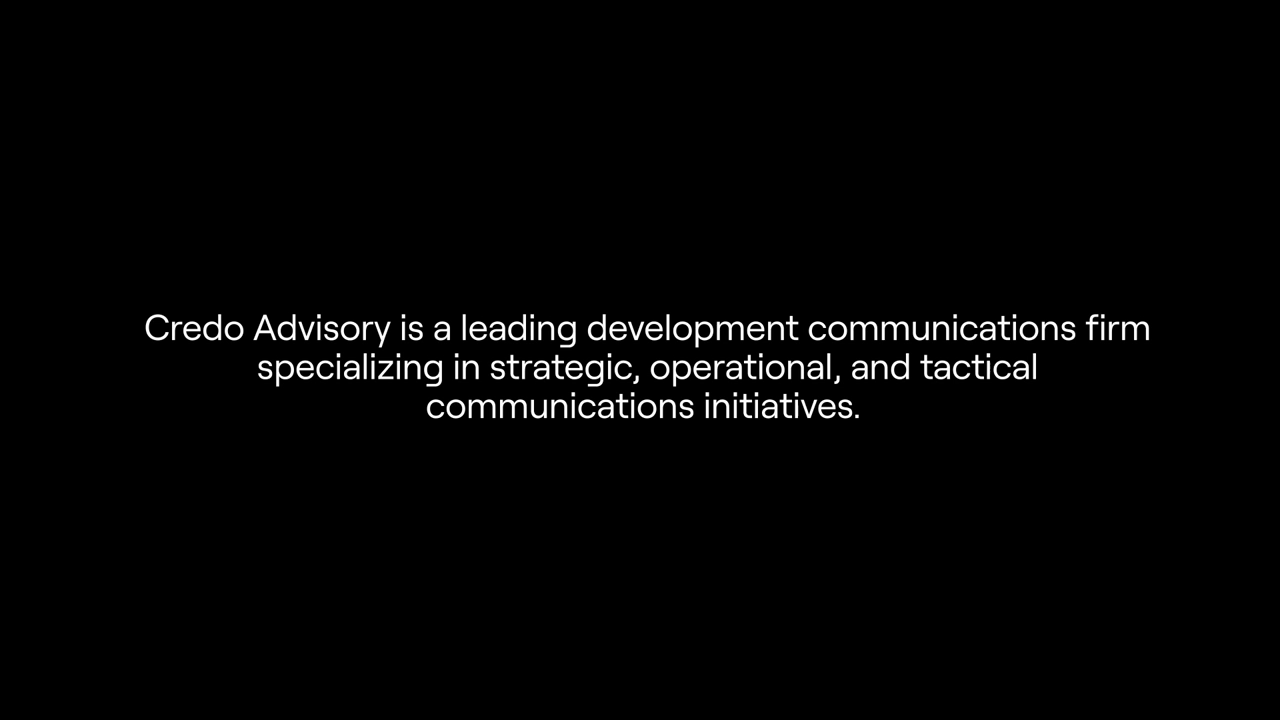 Credo Advisory is a leading development communications firm
specializing in strategic, operational, and tactical
communications initiatives.